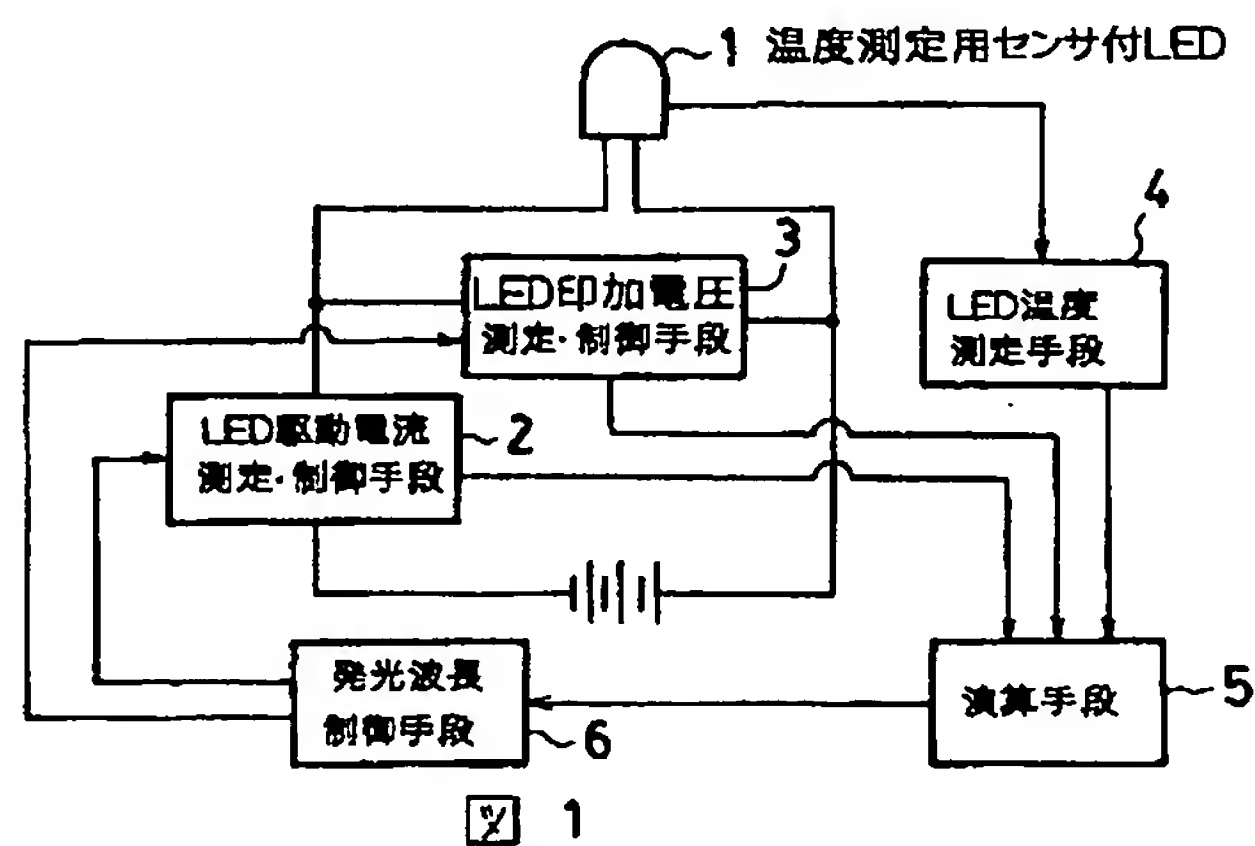 1 温度測定用センサ付LED
3
LED印加電圧
測定·制御手段
4
LED温度
測定手段
LED駆動電流
測定·制御手段
2
発光波長
制御手段
6
演算手段
5
図 1